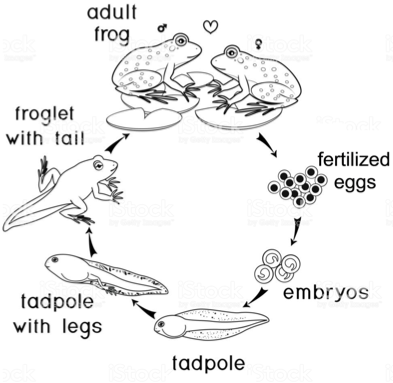 adult
frog
♂
♀
froglet
with tail
fertilized
eggs
embryos
tadpole
with legs
tadpole